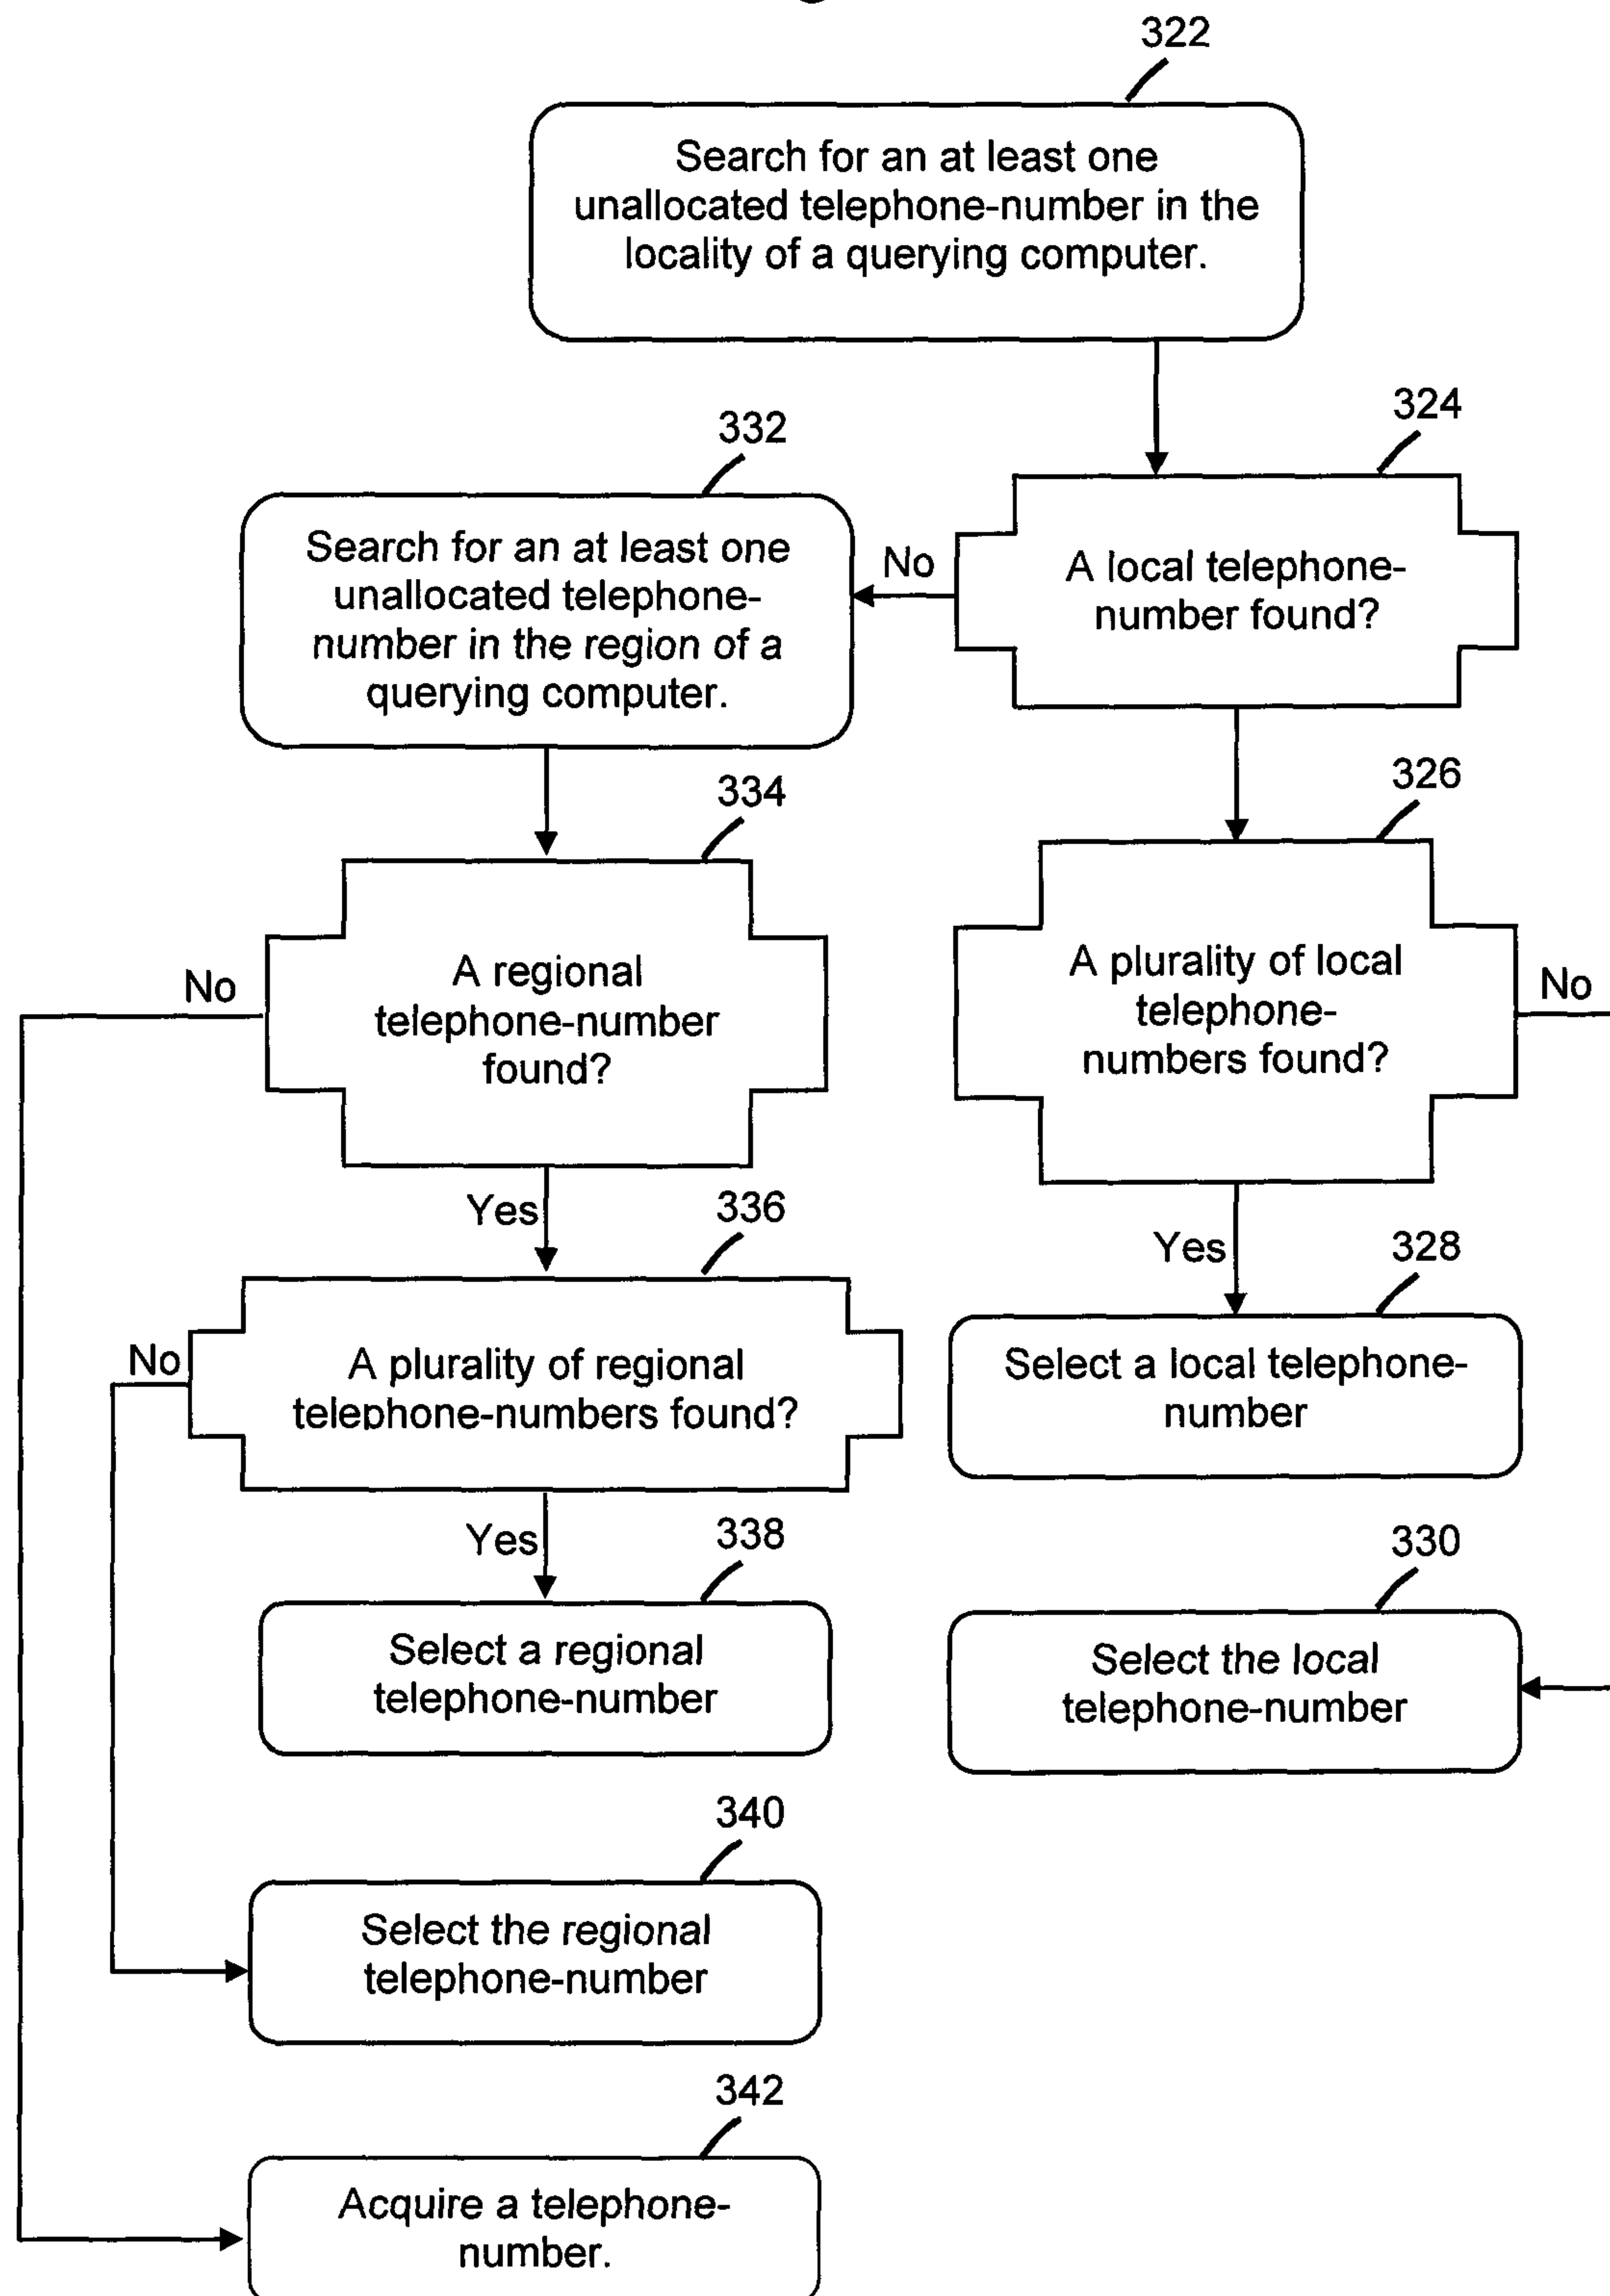 322
Search for an at least one
unallocated telephone-number in the
locality of a querying computer.
324
A local telephone-
number found?
No
332
Search for an at least one
unallocated telephone-
number in the region of a
querying computer.
334
A regional
telephone-number
found?
No
Yes
326
A plurality of local
telephone-
numbers found?
No
Yes
336
A plurality of regional
telephone-numbers found?
No
Yes
328
Select a local telephone-
number
338
Select a regional
telephone-number
330
Select the local
telephone-number
340
Select the regional
telephone-number
342
Acquire a telephone-
number.